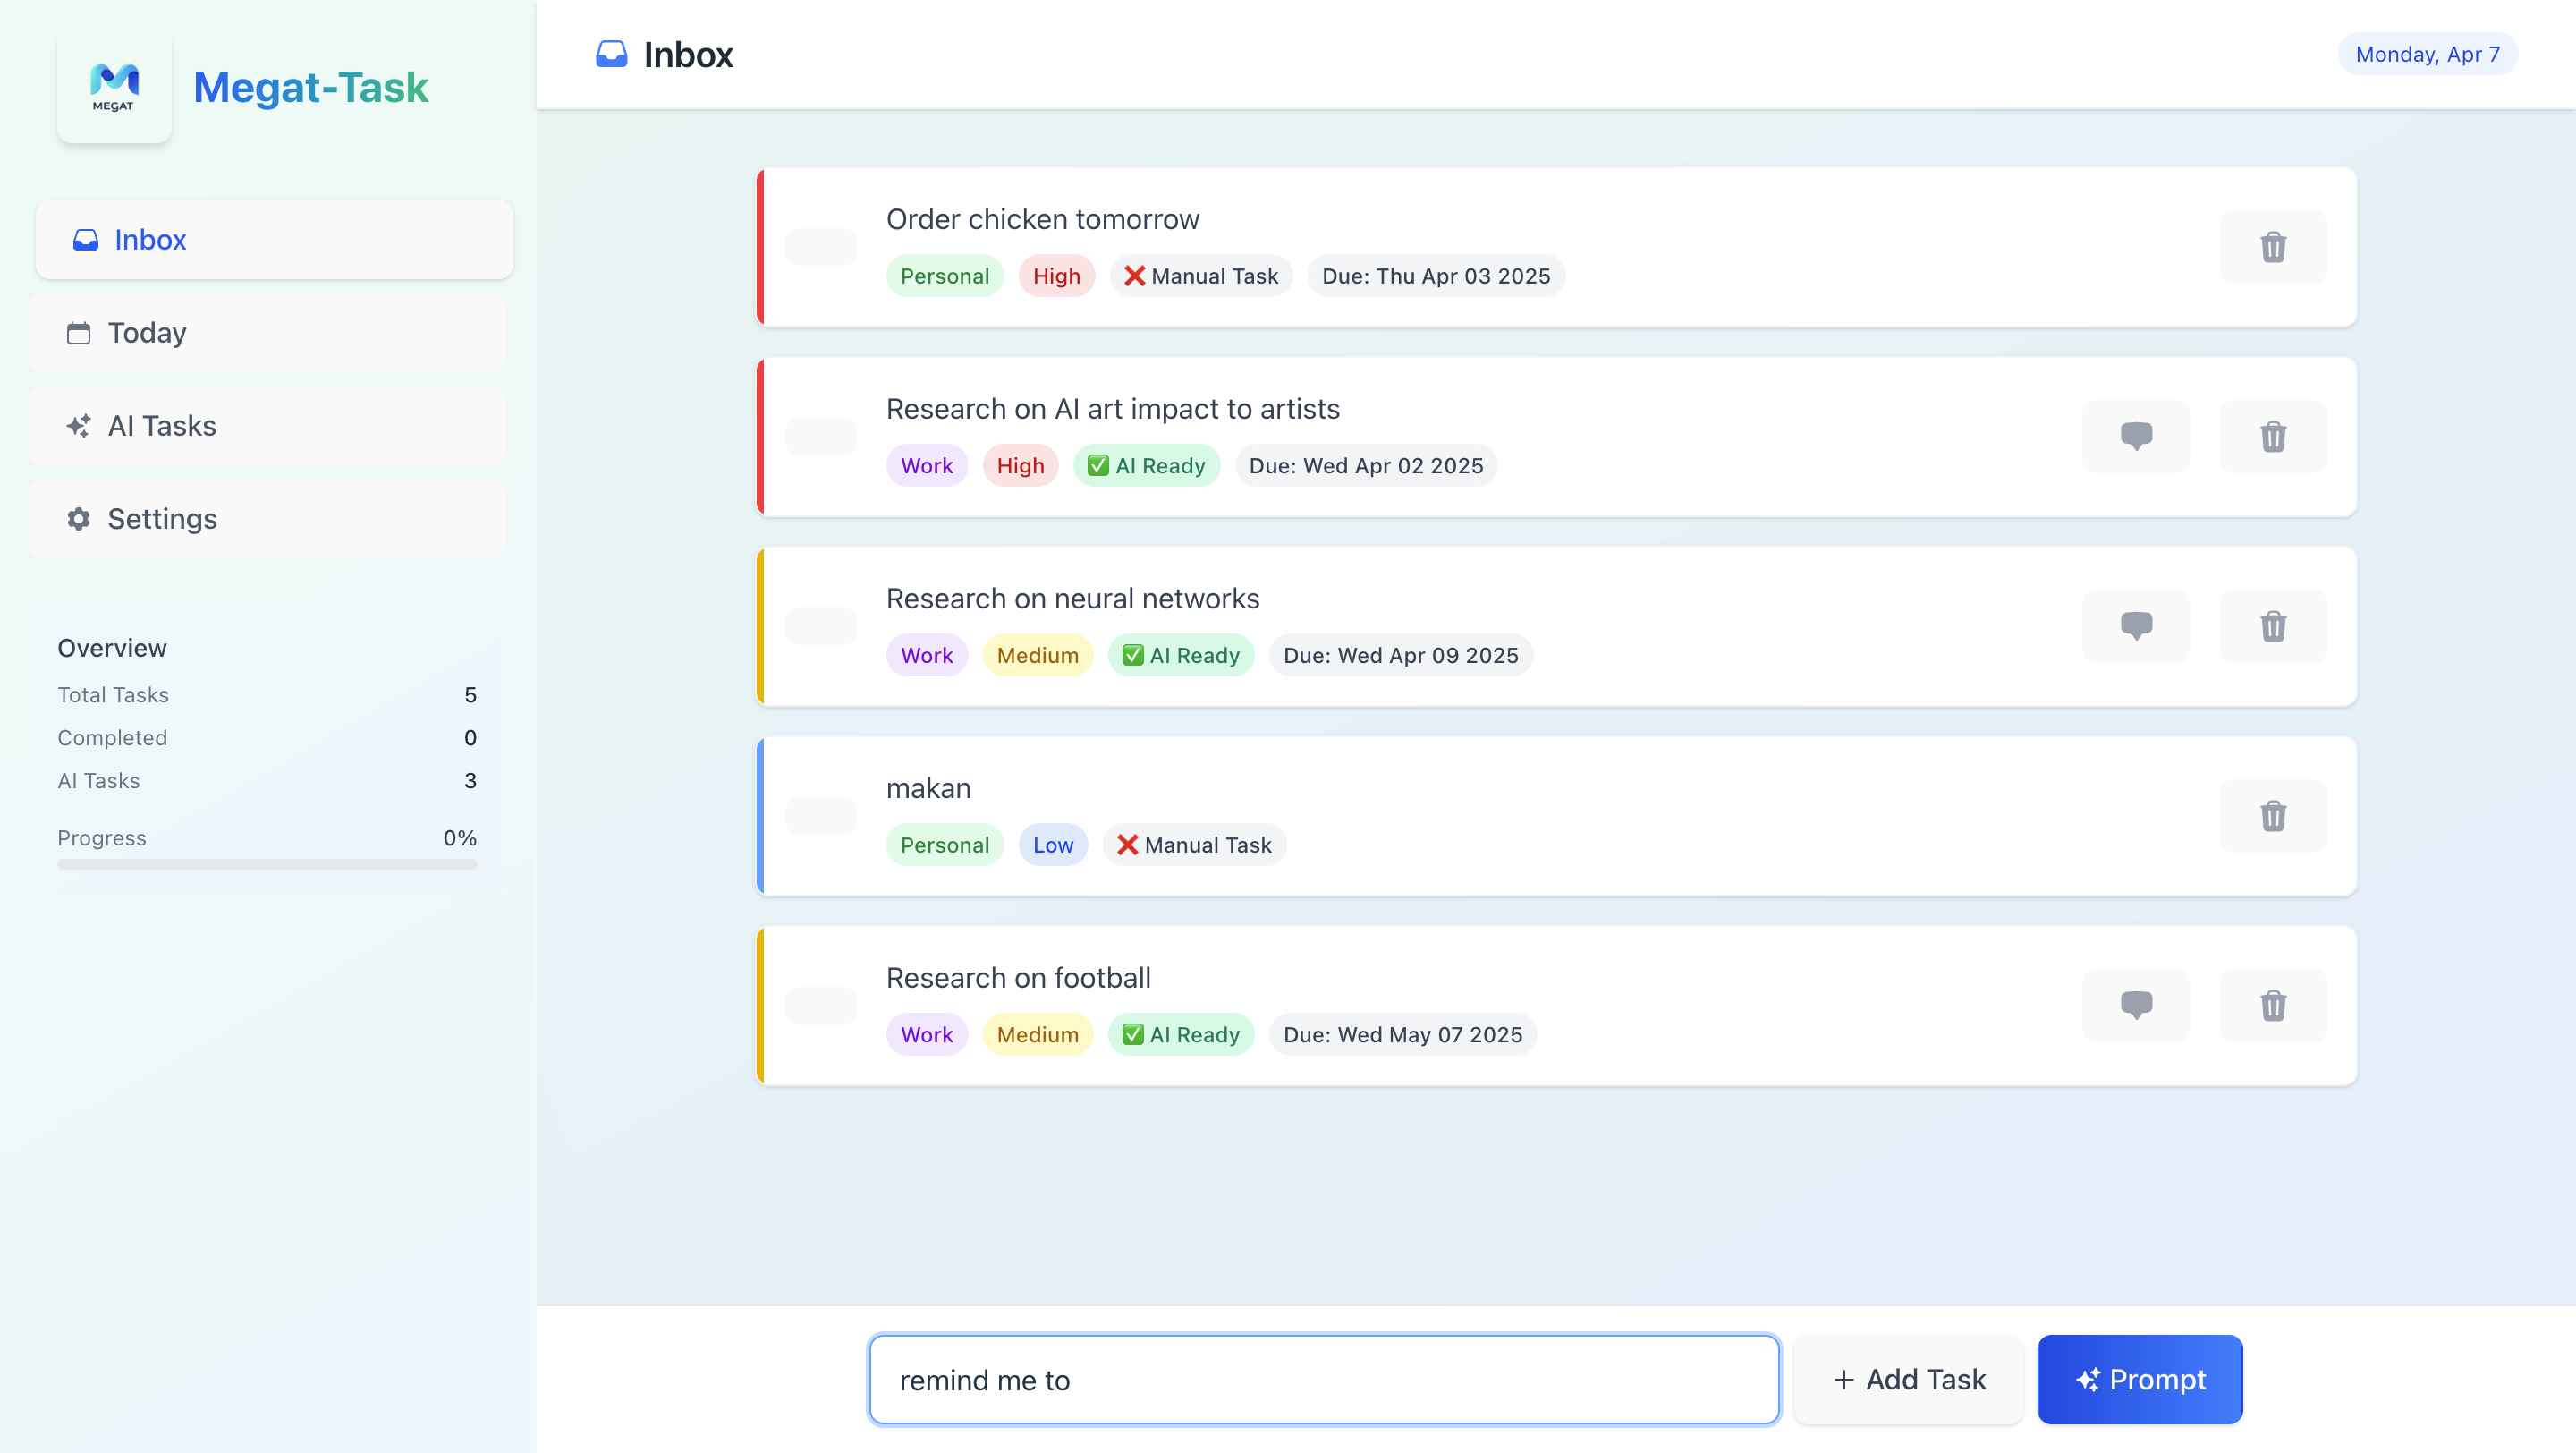 MEGAT
Megat-Task
Inbox
Today
AI Tasks
Settings
Overview
Total Tasks 5
Completed 0
AI Tasks 3
Progress 0%
Inbox
Monday, Apr 7
Order chicken tomorrow
Personal High ❌ Manual Task Due: Thu Apr 03 2025
Research on AI art impact to artists
Work High ✅ AI Ready Due: Wed Apr 02 2025
Research on neural networks
Work Medium ✅ AI Ready Due: Wed Apr 09 2025
makan
Personal Low ❌ Manual Task
Research on football
Work Medium ✅ AI Ready Due: Wed May 07 2025
remind me to
+ Add Task
Prompt